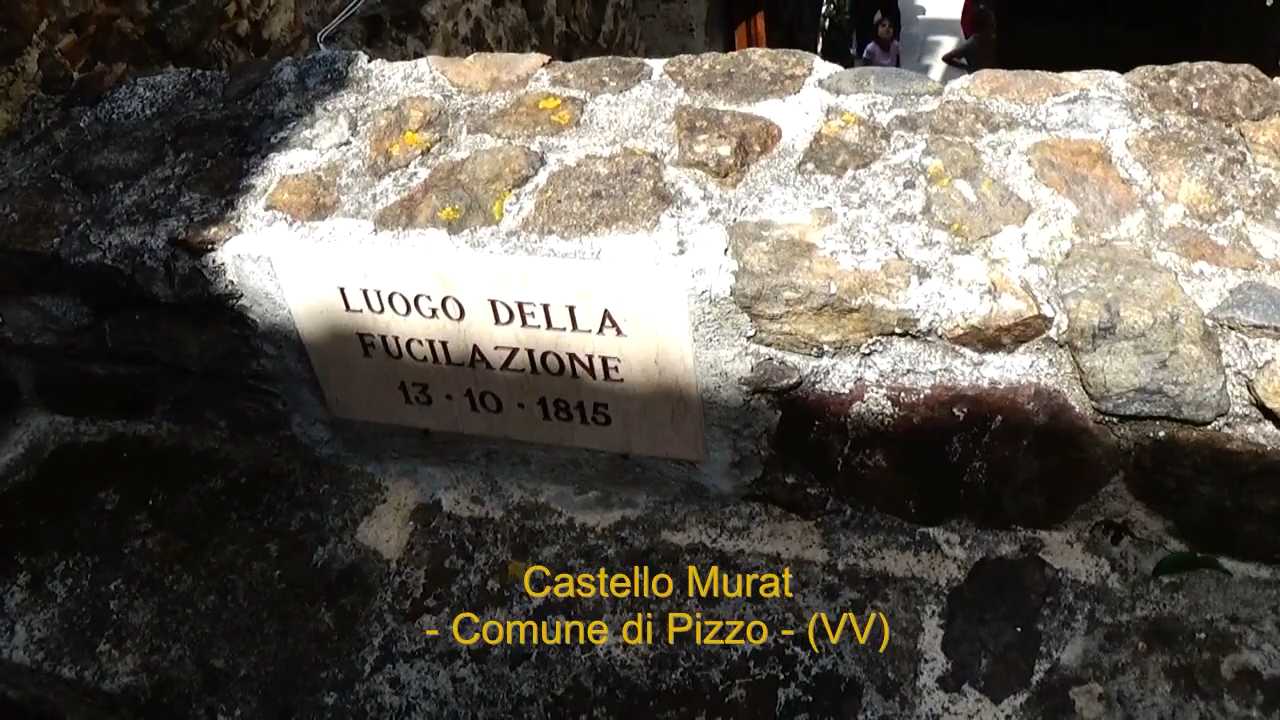 LUOGO DELLA
FUCILAZIONE
13 · 10 · 1815
Castello Murat
- Comune di Pizzo - (VV)